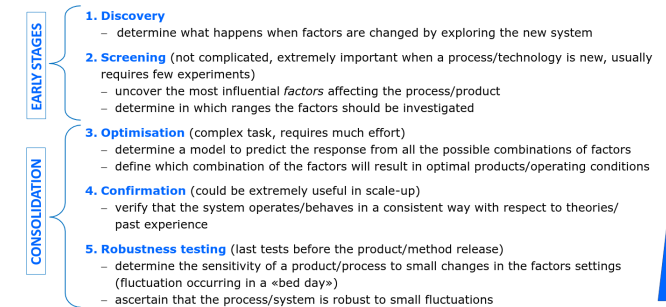 EARLY STAGES
1. Discovery
– determine what happens when factors are changed by exploring the new system
2. Screening (not complicated, extremely important when a process/technology is new, usually
requires few experiments)
– uncover the most influential factors affecting the process/product
– determine in which ranges the factors should be investigated
CONSOLIDATION
3. Optimisation (complex task, requires much effort)
– determine a model to predict the response from all the possible combinations of factors
– define which combination of the factors will result in optimal products/operating conditions
4. Confirmation (could be extremely useful in scale-up)
– verify that the system operates/behaves in a consistent way with respect to theories/
past experience
5. Robustness testing (last tests before the product/method release)
– determine the sensitivity of a product/process to small changes in the factors settings
(fluctuation occurring in a «bed day»)
– ascertain that the process/system is robust to small fluctuations